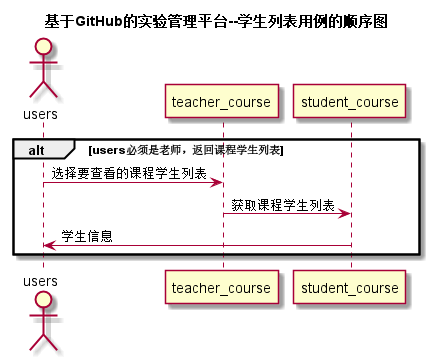 基于GitHub的实验管理平台--学生列表用例的顺序图
users
teacher_course
student_course
alt
[users必须是老师，返回课程学生列表]
选择要查看的课程学生列表
获取课程学生列表
学生信息
users
teacher_course
student_course